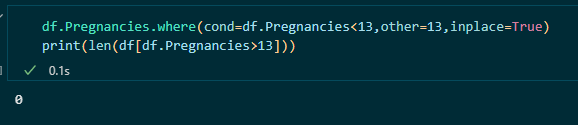 df.Pregnancies.where(cond=df.Pregnancies<13,other=13,inplace=True)
print(len(df[df.Pregnancies>13]))
0.1s
0